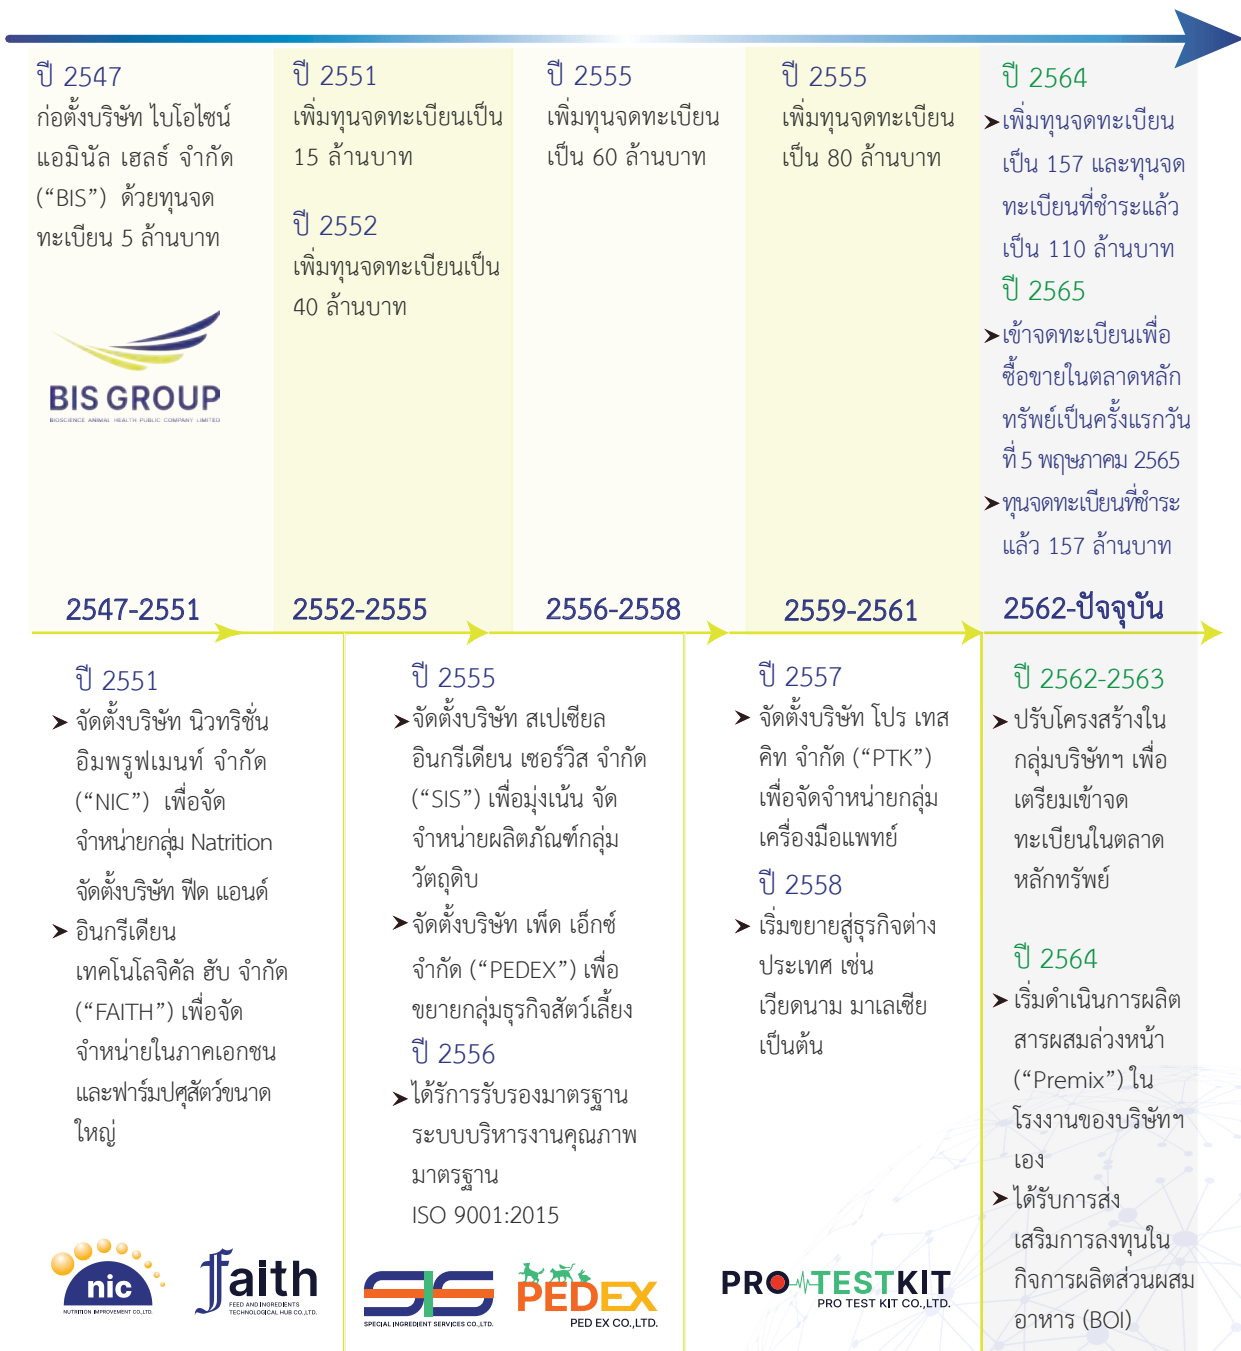 ปี 2547
ก่อตั้งบริษัท ไบโอไซน์
แอมินัล เฮลธ์ จำกัด
(“BIS”) ด้วยทุนจด
ทะเบียน 5 ล้านบาท
BIS GROUP
BIOSCIENCE ANIMAL HEALTH PUBLIC COMPANY LIMITED
ปี 2551
เพิ่มทุนจดทะเบียนเป็น
15 ล้านบาท
ปี 2552
เพิ่มทุนจดทะเบียนเป็น
40 ล้านบาท
ปี 2555
เพิ่มทุนจดทะเบียน
เป็น 60 ล้านบาท
ปี 2555
เพิ่มทุนจดทะเบียน
เป็น 80 ล้านบาท
ปี 2564
➤เพิ่มทุนจดทะเบียน
เป็น 157 และทุนจด
ทะเบียนที่ชำระแล้ว
เป็น 110 ล้านบาท
ปี 2565
➤เข้าจดทะเบียนเพื่อ
ซื้อขายในตลาดหลัก
ทรัพย์เป็นครั้งแรกวัน
ที่ 5 พฤษภาคม 2565
➤ทุนจดทะเบียนที่ชำระ
แล้ว 157 ล้านบาท
2547-2551
2552-2555
2556-2558
2559-2561
2562-ปัจจุบัน
ปี 2551
➤ จัดตั้งบริษัท นิวทริชั่น
อิมพรูฟเมนท์ จำกัด
(“NIC”) เพื่อจัด
จำหน่ายกลุ่ม Natrition
จัดตั้งบริษัท ฟีด แอนด์
➤ อินกรีเดียน
เทคโนโลจิคัล ฮับ จำกัด
(“FAITH”) เพื่อจัด
จำหน่ายในภาคเอกชน
และฟาร์มปศุสัตว์ขนาด
ใหญ่
nic
NUTRITION IMPROVEMENT CO.,LTD.
faith
FEED AND INGREDIENTS
TECHNOLOGICAL HUB CO.,LTD.
ปี 2555
➤จัดตั้งบริษัท สเปเซียล
อินกรีเดียน เซอร์วิส จำกัด
(“SIS”) เพื่อมุ่งเน้น จัด
จำหน่ายผลิตภัณฑ์กลุ่ม
วัตถุดิบ
➤จัดตั้งบริษัท เพ็ด เอ็กซ์
จำกัด (“PEDEX”) เพื่อ
ขยายกลุ่มธุรกิจสัตว์เลี้ยง
ปี 2556
➤ได้รัการรับรองมาตรฐาน
ระบบบริหารงานคุณภาพ
มาตรฐาน
ISO 9001:2015
SIS
SPECIAL INGREDIENT SERVICES CO.,LTD.
PEDEX
PED EX CO.,LTD.
ปี 2557
➤ จัดตั้งบริษัท โปร เทส
คิท จำกัด (“PTK”)
เพื่อจัดจำหน่ายกลุ่ม
เครื่องมือแพทย์
ปี 2558
➤ เริ่มขยายสู่ธุรกิจต่าง
ประเทศ เช่น
เวียดนาม มาเลเซีย
เป็นต้น
PRO TESTKIT
PRO TEST KIT CO.,LTD.
ปี 2562-2563
➤ ปรับโครงสร้างใน
กลุ่มบริษัทฯ เพื่อ
เตรียมเข้าจด
ทะเบียนในตลาด
หลักทรัพย์
ปี 2564
➤เริ่มดำเนินการผลิต
สารผสมล่วงหน้า
(“Premix”) ใน
โรงงานของบริษัทฯ
เอง
➤ได้รับการส่ง
เสริมการลงทุนใน
กิจการผลิตส่วนผสม
อาหาร (BOI)